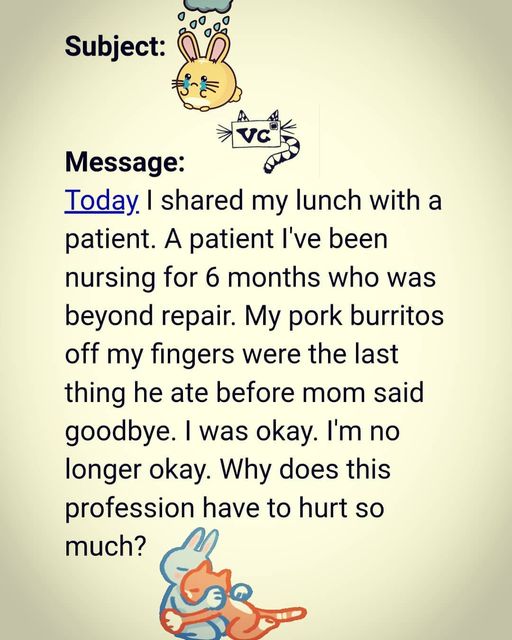 Subject:
VC
Message:
Today I shared my lunch with a
patient. A patient I've been
nursing for 6 months who was
beyond repair. My pork burritos
off my fingers were the last
thing he ate before mom said
goodbye. I was okay. I'm no
longer okay. Why does this
profession have to hurt so
much?